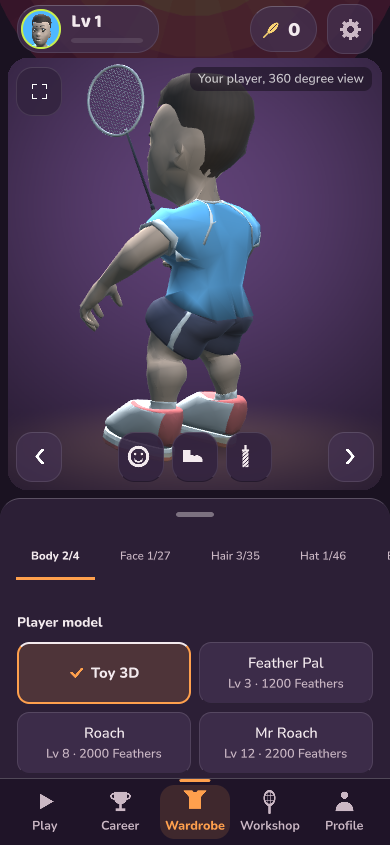 Lv 1
0
Your player, 360 degree view
Body 2/4
Face 1/27
Hair 3/35
Hat 1/46
Player model
Toy 3D
Feather Pal
Lv 3 · 1200 Feathers
Roach
Lv 8 · 2000 Feathers
Mr Roach
Lv 12 · 2200 Feathers
Play
Career
Wardrobe
Workshop
Profile